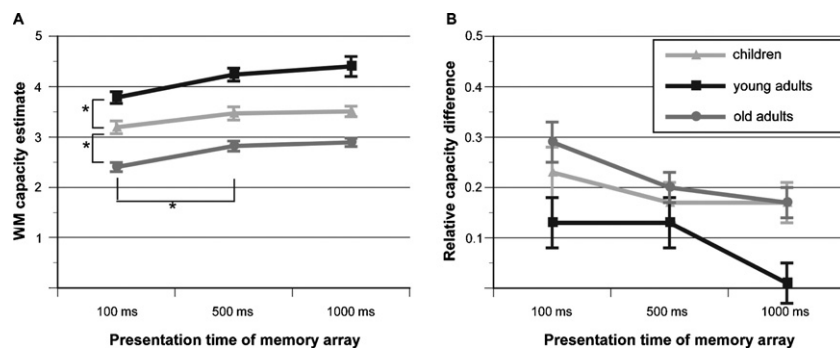 A
5
4
3
2
1
*
*
*
WM capacity estimate
100 ms
500 ms
1000 ms
Presentation time of memory array
B
0.5
0.4
0.3
0.2
0.1
Relative capacity difference
children
young adults
old adults
100 ms
500 ms
1000 ms
Presentation time of memory array